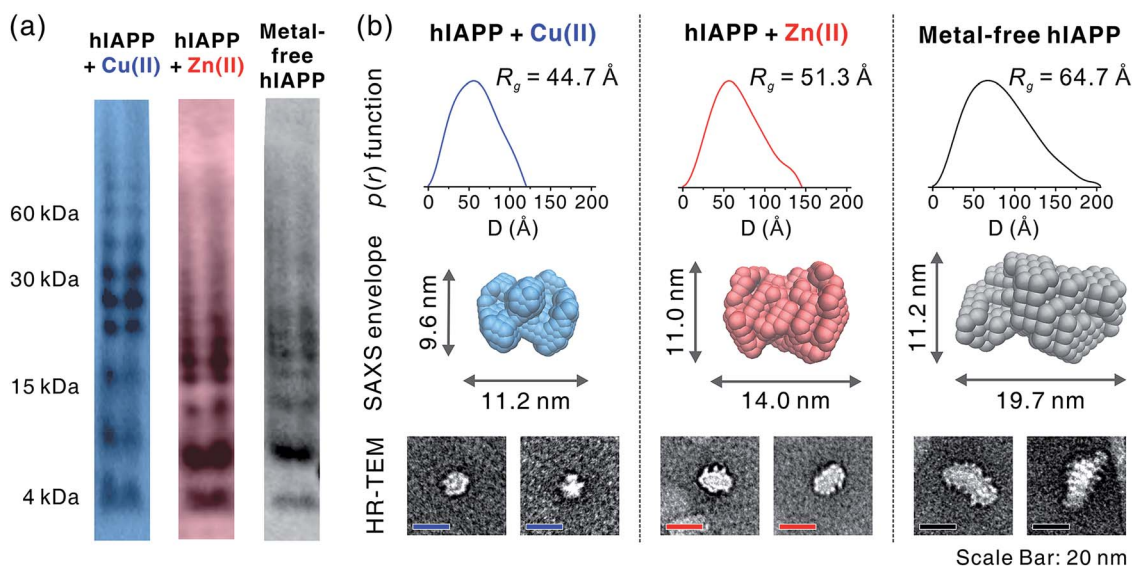 (a)
hIAPP
+ Cu(II)
hIAPP
+ Zn(II)
Metal-
free
hIAPP
60 kDa
30 kDa
15 kDa
4 kDa
(b)
hIAPP + Cu(II)
hIAPP + Zn(II)
Metal-free hIAPP
p(r) function
Rg = 44.7 Å
0 50 100 150 200
D (Å)
Rg = 51.3 Å
0 50 100 150 200
D (Å)
Rg = 64.7 Å
0 50 100 150 200
D (Å)
SAXS envelope
9.6 nm
11.2 nm
11.0 nm
14.0 nm
11.2 nm
19.7 nm
HR-TEM
Scale Bar: 20 nm